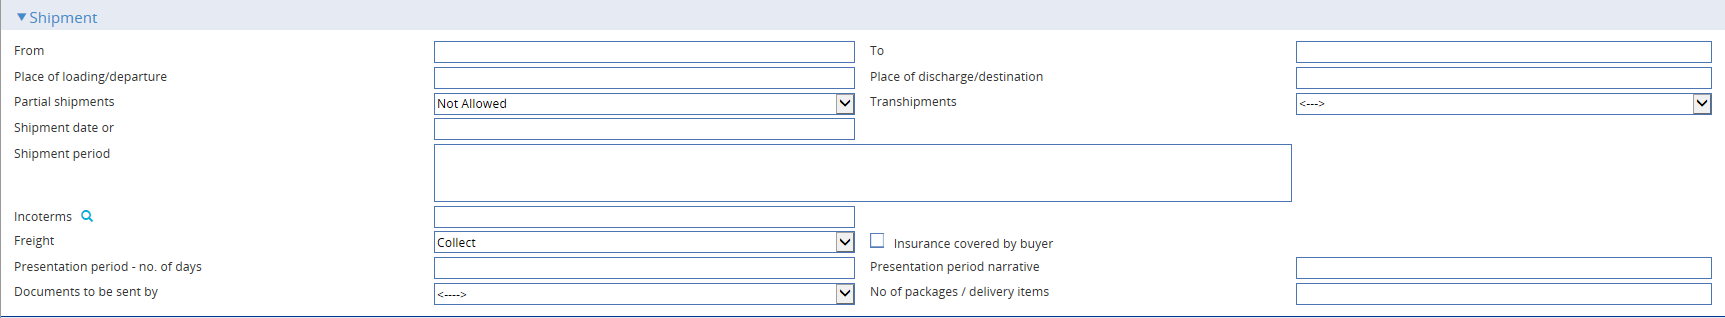 Shipment
From To
Place of loading/departure Place of discharge/destination
Partial shipments Not Allowed Transhipments <--->
Shipment date or
Shipment period
Incoterms
Freight Collect Insurance covered by buyer
Presentation period - no. of days Presentation period narrative
Documents to be sent by <----> No of packages / delivery items